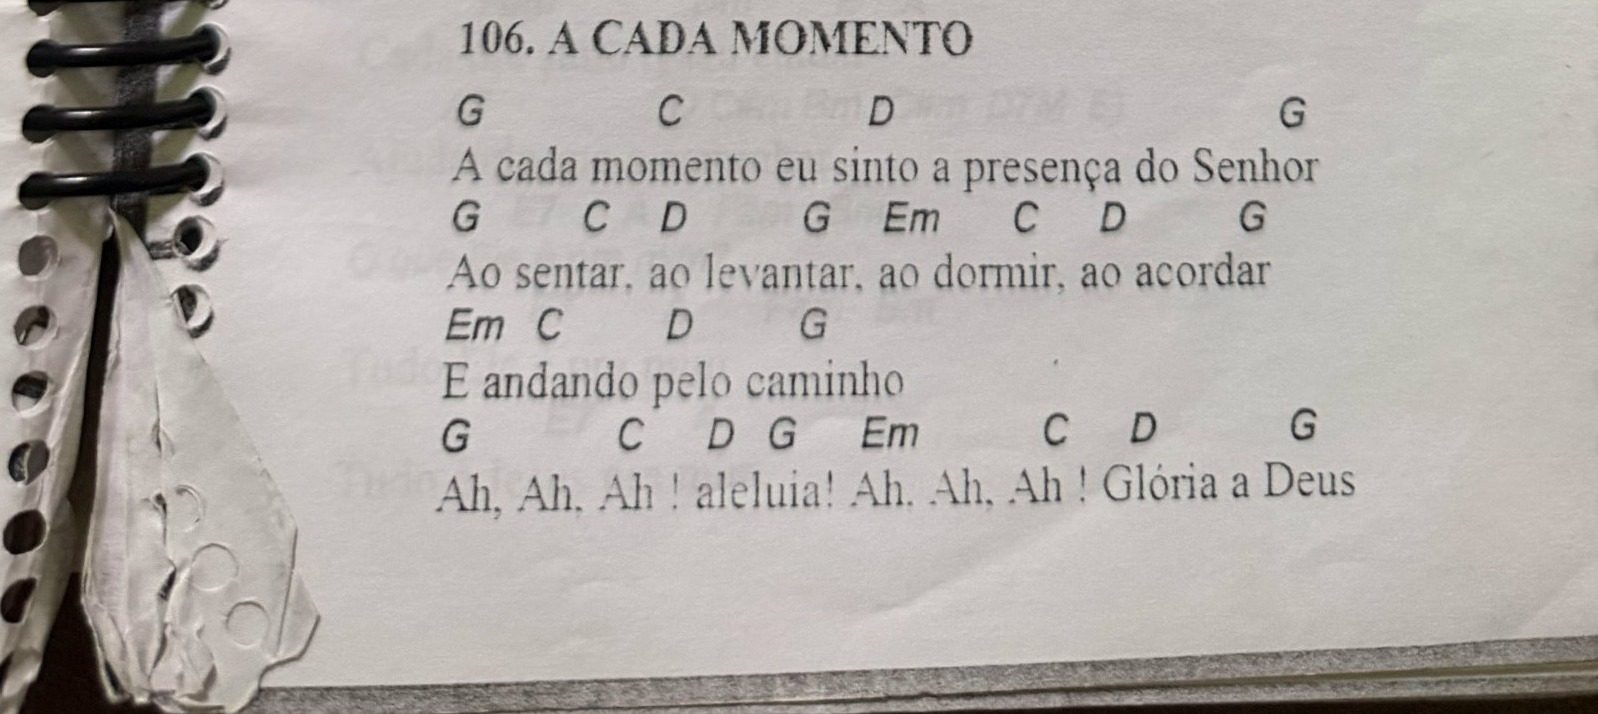 106. A CADA MOMENTO
G C D G
A cada momento eu sinto a presença do Senhor
G C D G Em C D G
Ao sentar, ao levantar, ao dormir, ao acordar
Em C D G
E andando pelo caminho
G C D G Em C D G
Ah, Ah, Ah ! aleluia! Ah, Ah, Ah ! Glória a Deus